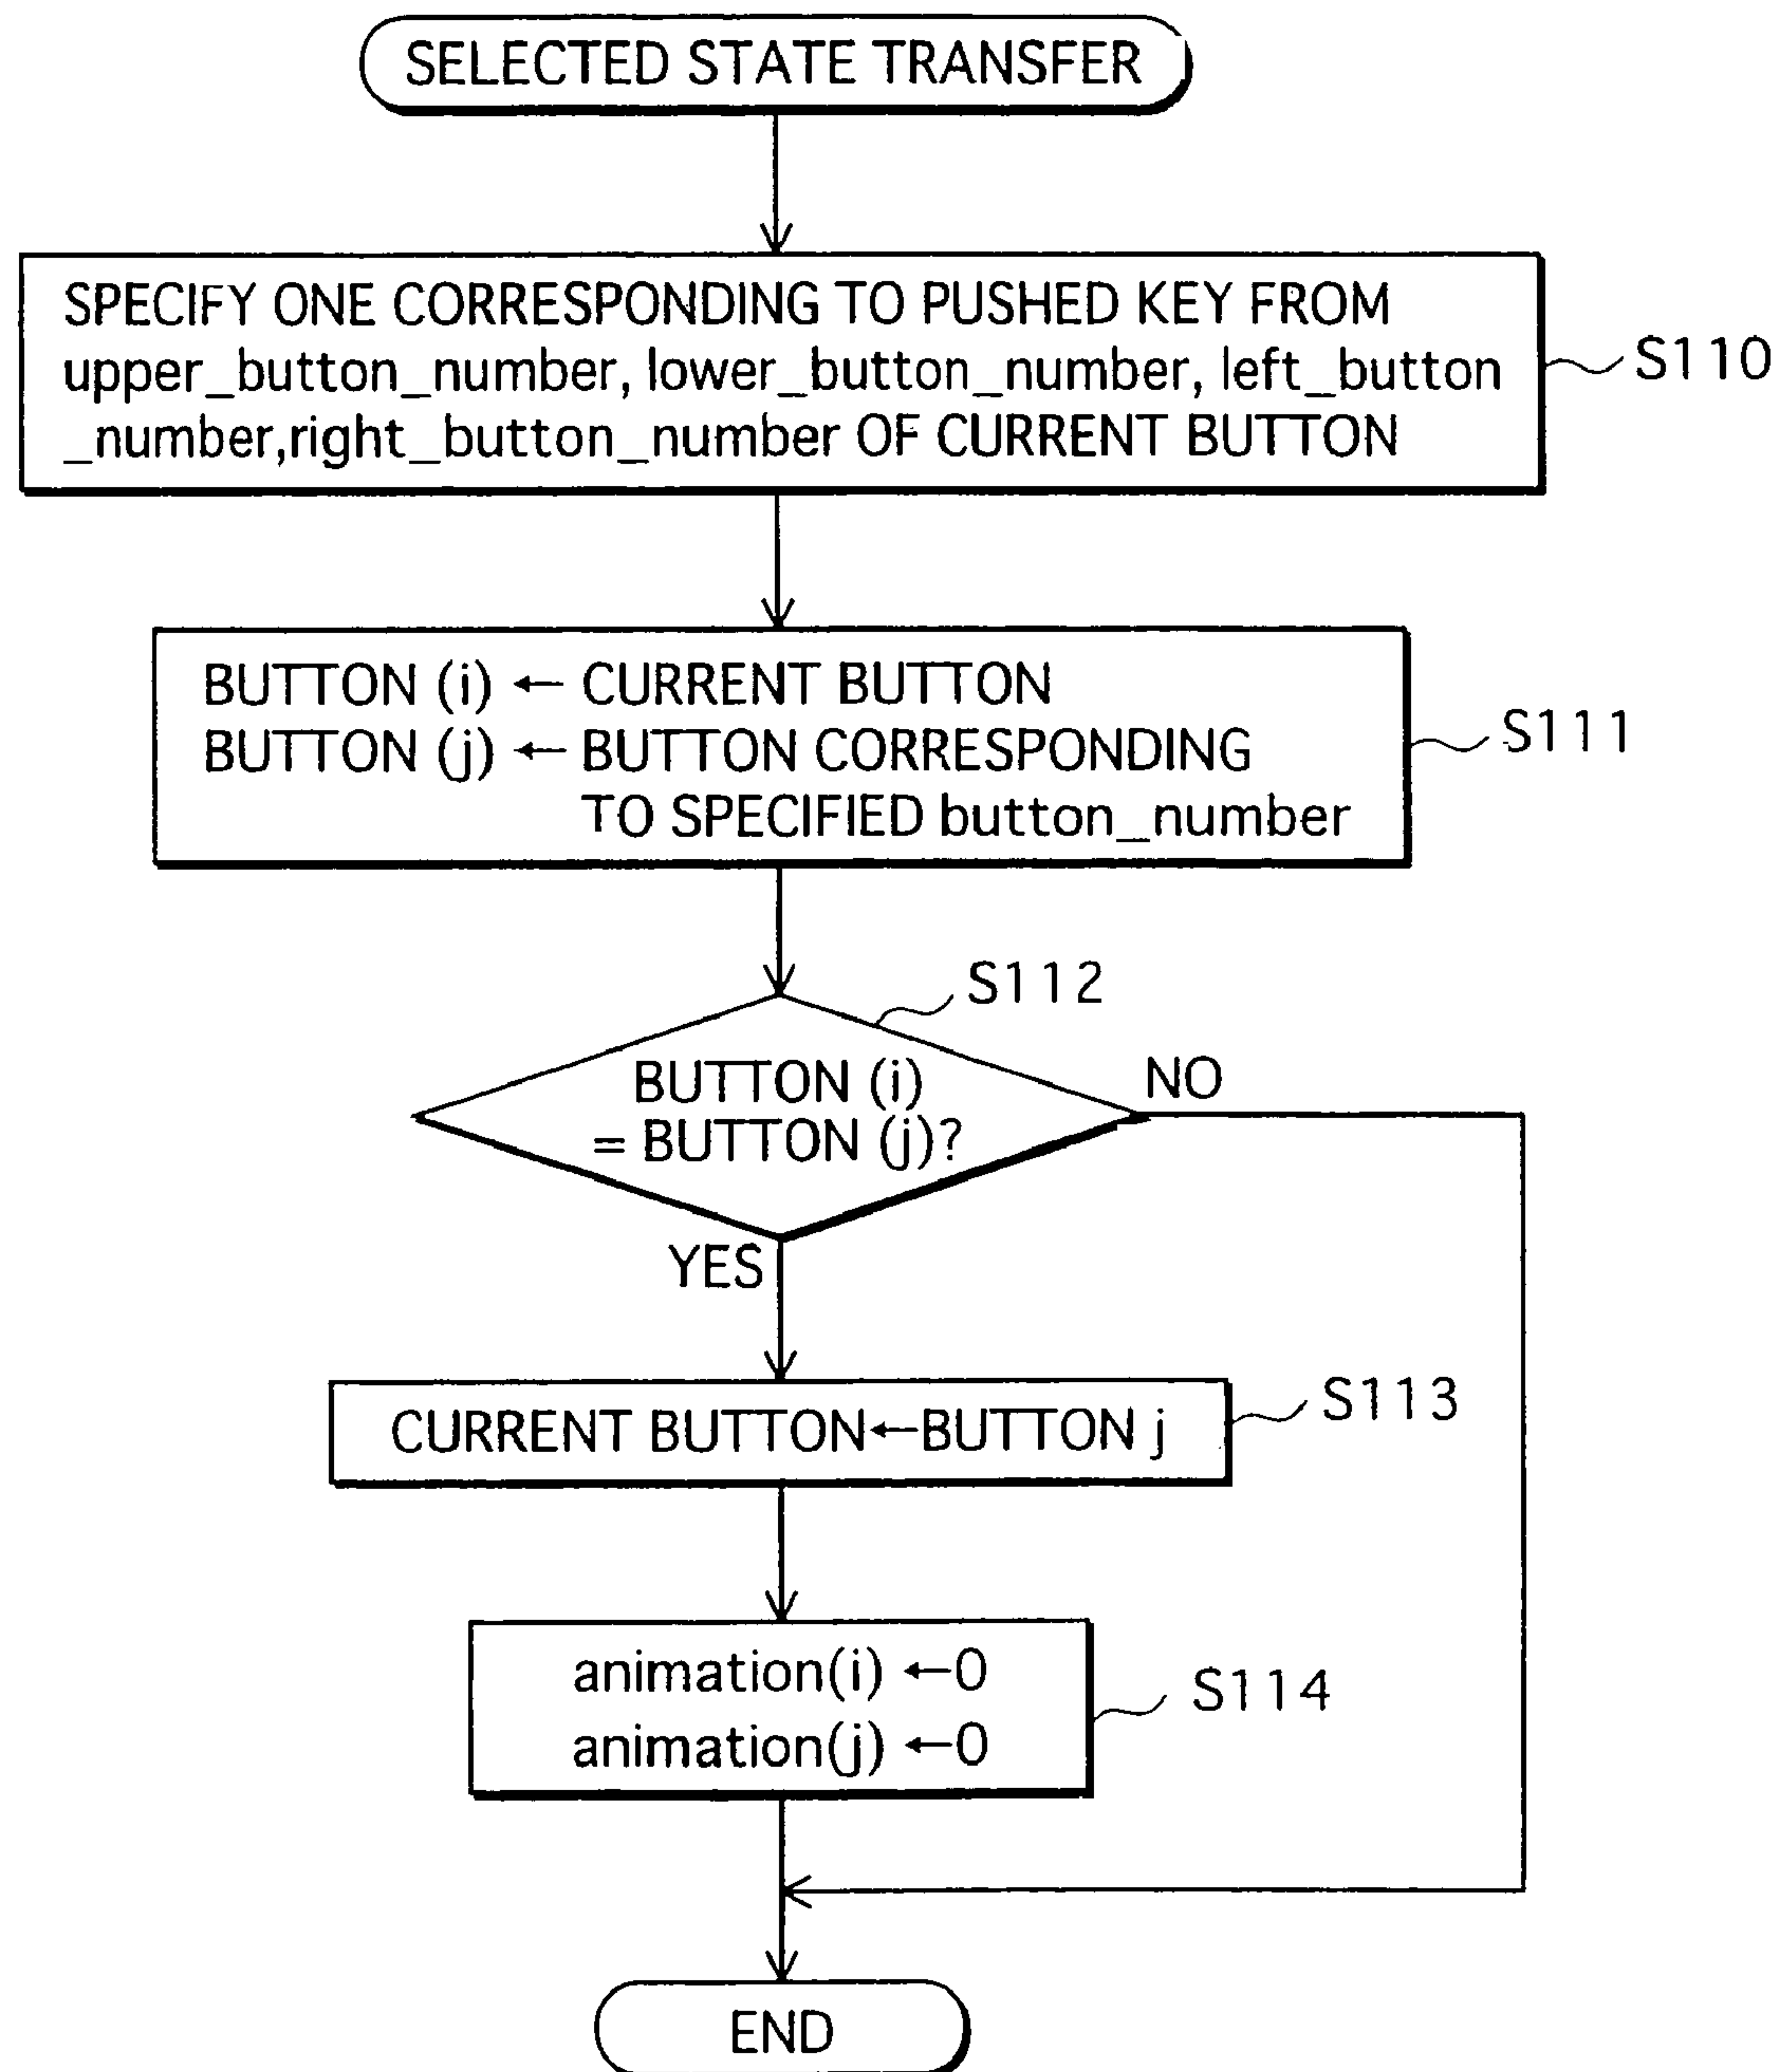 SELECTED STATE TRANSFER
SPECIFY ONE CORRESPONDING TO PUSHED KEY FROM
upper_button_number, lower_button_number, left_button
_number,right_button_number OF CURRENT BUTTON
S110
BUTTON (i) ← CURRENT BUTTON
BUTTON (j) ← BUTTON CORRESPONDING
TO SPECIFIED button_number
S111
S112
BUTTON (i)
= BUTTON (j)?
NO
YES
CURRENT BUTTON←BUTTON j
S113
animation(i) ←0
animation(j) ←0
S114
END